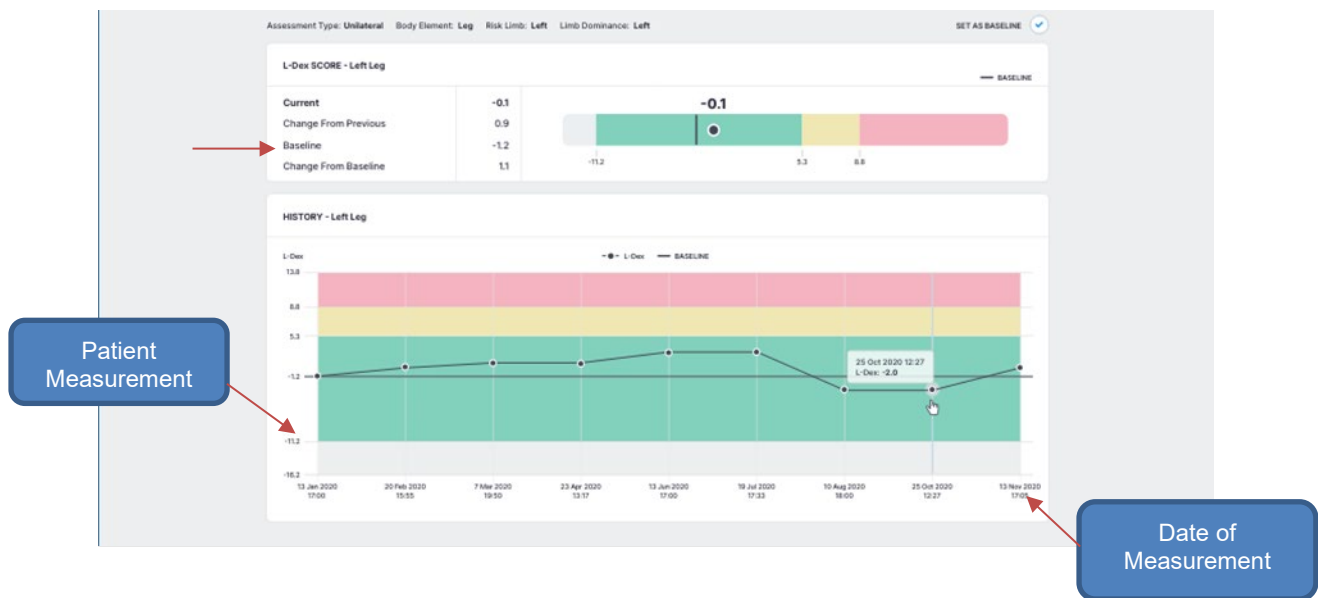 Assessment Type: Unilateral Body Element: Leg Risk Limb: Left Limb Dominance: Left SET AS BASELINE
L-Dex SCORE - Left Leg
BASELINE
Current -0.1
Change From Previous 0.9
Baseline -1.2
Change From Baseline 1.1
-0.1
-11.2 5.3 8.8
HISTORY - Left Leg
L-Dex
L-Dex BASELINE
13.8
8.8
5.3
-1.2
-11.2
-16.2
25 Oct 2020 12:27
L-Dex: -2.0
13 Jan 2020 20 Feb 2020 7 Mar 2020 23 Apr 2020 13 Jun 2020 19 Jul 2020 10 Aug 2020 25 Oct 2020 13 Nov 2020
17:00 15:55 19:50 13:17 17:00 17:33 18:00 12:27 17:05
Patient
Measurement
Date of
Measurement